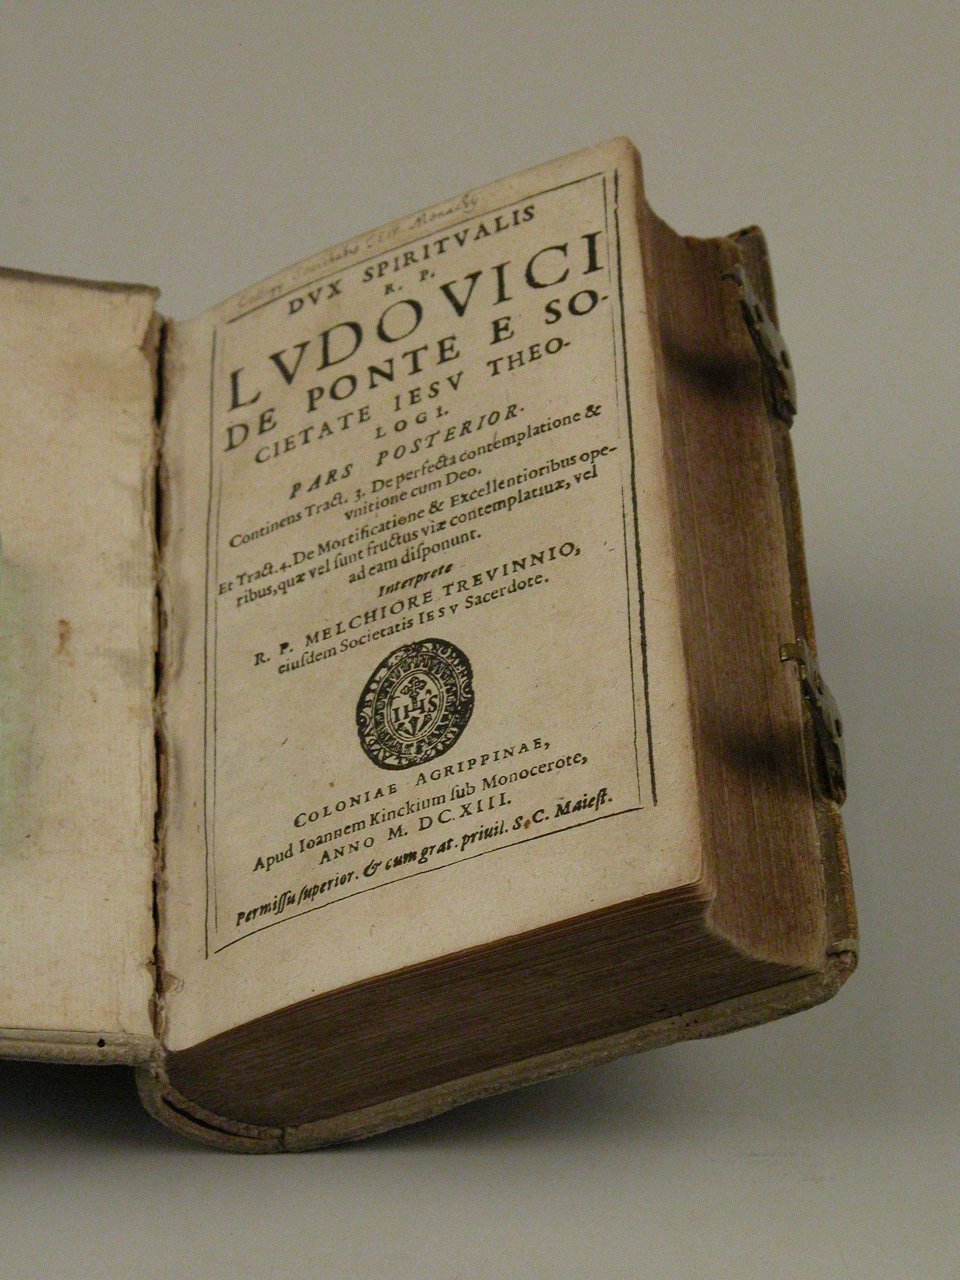 DVX SPIRITVALIS
R. P.
LVDOVICI
DE PONTE E SO-
CIETATE IESV THEO-
LOGI.
PARS POSTERIOR.
Continens Tract. 3. De perfecta contemplatione &
vnitione cum Deo.
Et Tract. 4. De Mortificatione & Excellentioribus ope-
ribus, quæ vel ſunt fructus viæ contemplatiuæ, vel
ad eam diſponunt.
Interprete
R. P. MELCHIORE TREVINNIO,
eiuſdem Societatis IESV Sacerdote.
IHS
COLONIAE AGRIPPINAE,
Apud Ioannem Kinckium ſub Monocerote,
ANNO M. DC. XIII.
Permiſſu ſuperior. & cum grat. priuil. S. C. Maieſt.